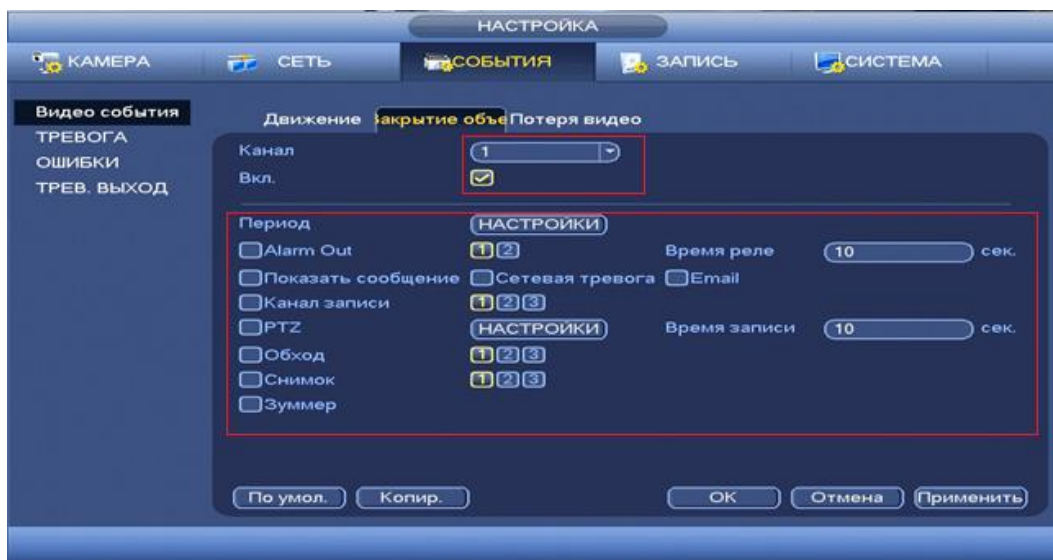 НАСТРОЙКА
КАМЕРА СЕТЬ СОБЫТИЯ ЗАПИСЬ СИСТЕМА
Видео события
ТРЕВОГА
ОШИБКИ
ТРЕВ. ВЫХОД
Движение Закрытие объе Потеря видео
Канал 1
Вкл.
Период НАСТРОЙКИ
Alarm Out 1 2 Время реле 10 сек.
Показать сообщение Сетевая тревога Email
Канал записи 1 2 3
PTZ НАСТРОЙКИ Время записи 10 сек.
Обход 1 2 3
Снимок 1 2 3
Зуммер
По умол. Копир. OK Отмена Применить